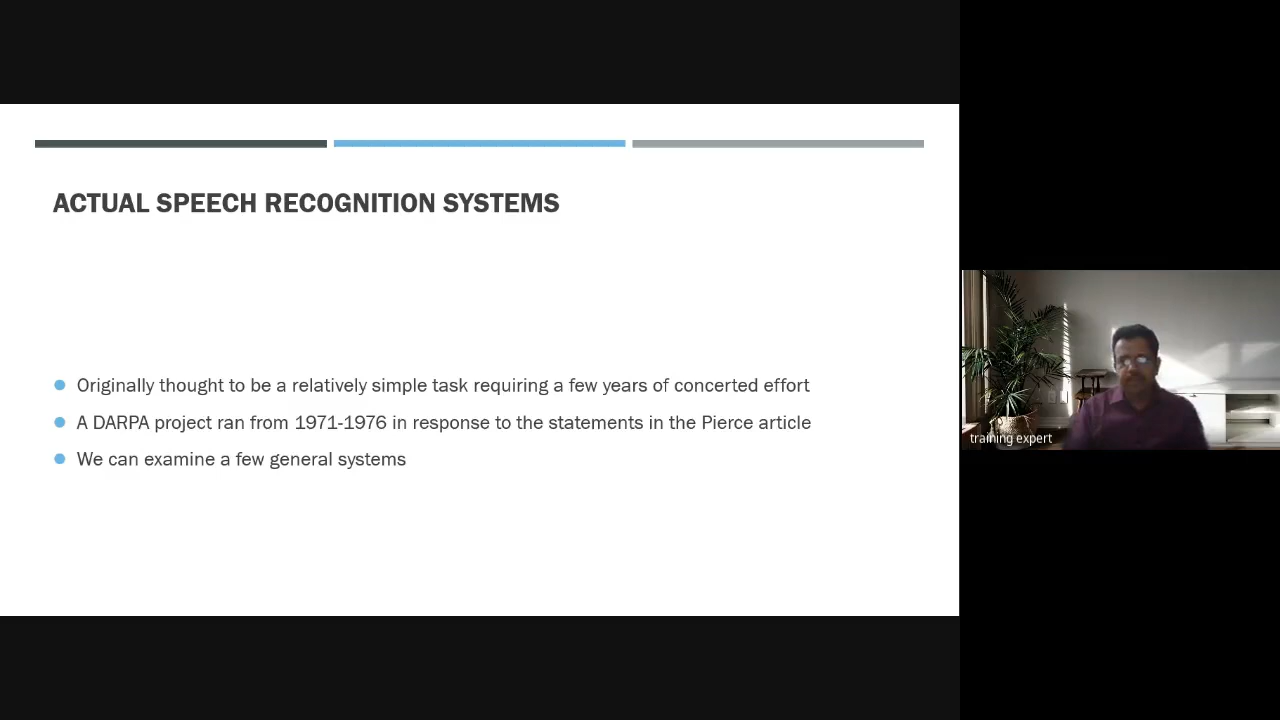 ACTUAL SPEECH RECOGNITION SYSTEMS
Originally thought to be a relatively simple task requiring a few years of concerted effort
A DARPA project ran from 1971-1976 in response to the statements in the Pierce article
We can examine a few general systems
training expert